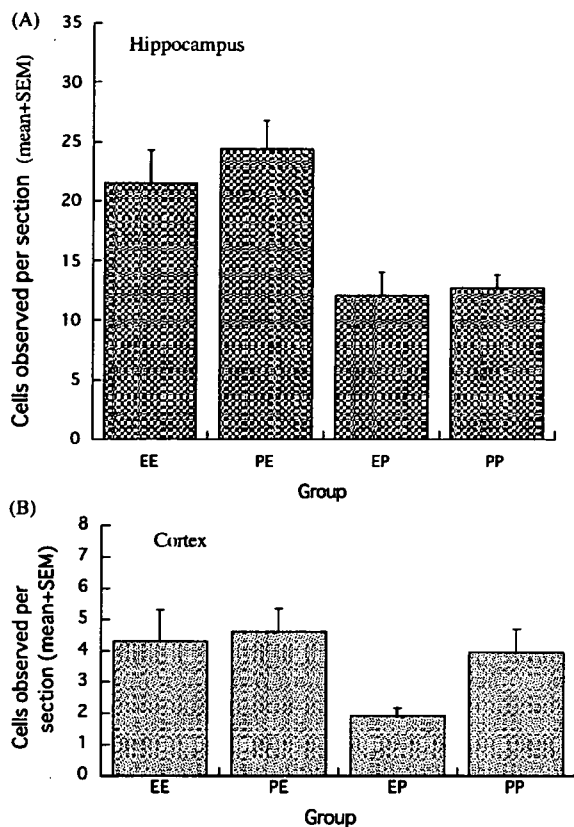 (A)
Hippocampus
Cells observed per section (mean+SEM)
35
30
25
20
15
10
5
0
EE PE EP PP
Group
(B)
Cortex
Cells observed per
section (mean+SEM)
8
7
6
5
4
3
2
1
0
EE PE EP PP
Group